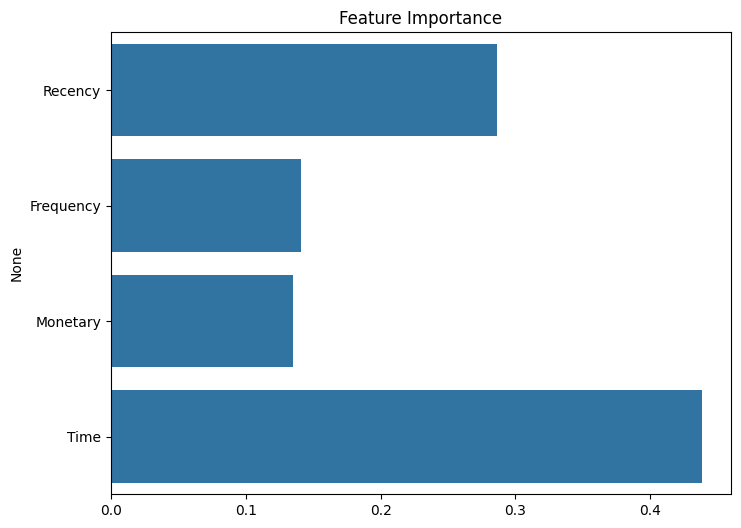 Feature Importance
Recency
Frequency
Monetary
Time
None
0.0 0.1 0.2 0.3 0.4